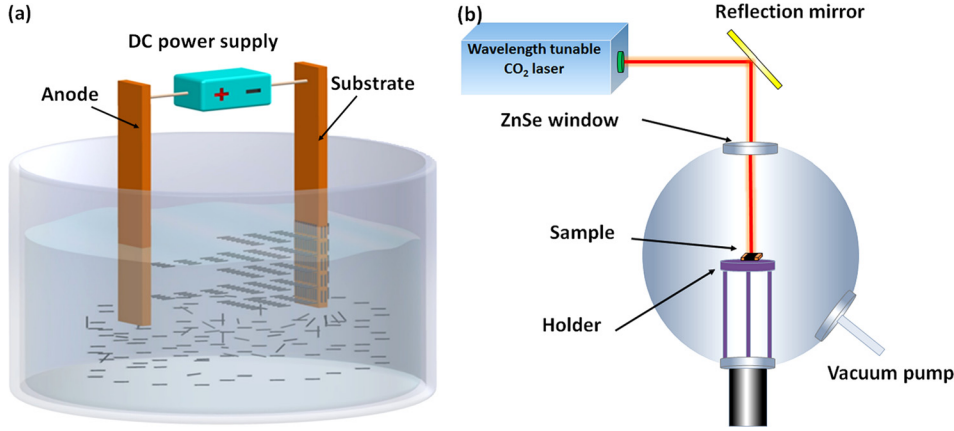 (a)
DC power supply
Anode
+ -
Substrate
(b)
Reflection mirror
Wavelength tunable
CO₂ laser
ZnSe window
Sample
Holder
Vacuum pump